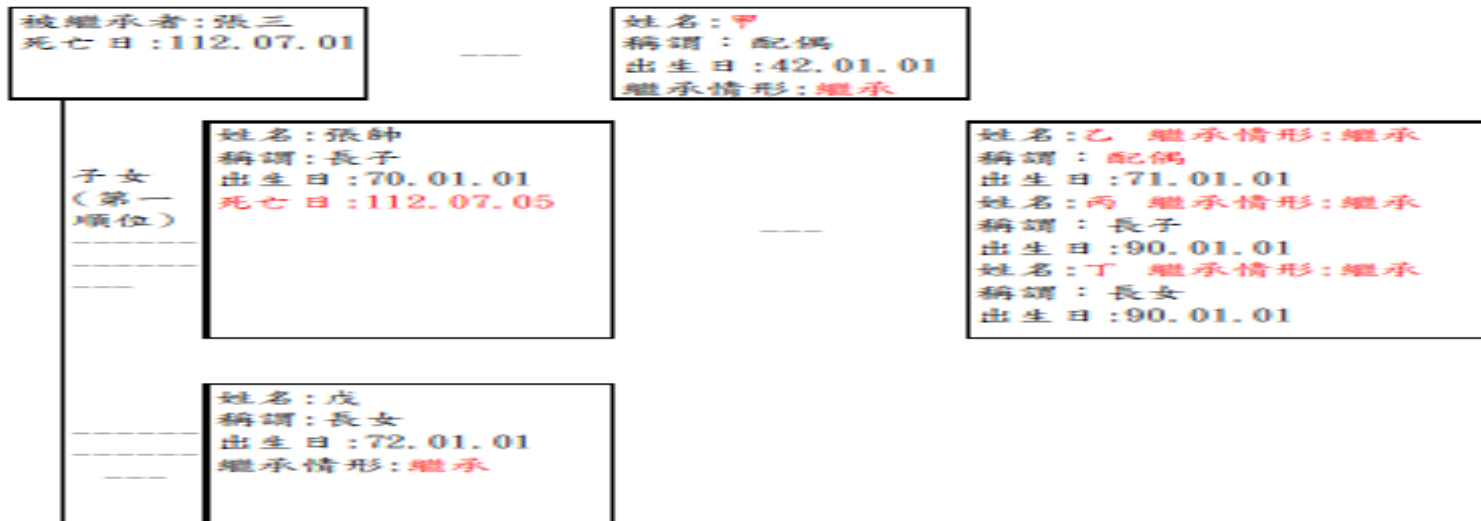 被繼承者:張三
死亡日:112.07.01
姓名:甲
稱謂：配偶
出生日:42.01.01
繼承情形:繼承
子女
(第一
順位)
姓名:張帥
稱謂:長子
出生日:70.01.01
死亡日:112.07.05
姓名:乙 繼承情形:繼承
稱謂：配偶
出生日:71.01.01
姓名:丙 繼承情形:繼承
稱謂：長子
出生日:90.01.01
姓名:丁 繼承情形:繼承
稱謂：長女
出生日:90.01.01
姓名:戊
稱謂:長女
出生日:72.01.01
繼承情形:繼承